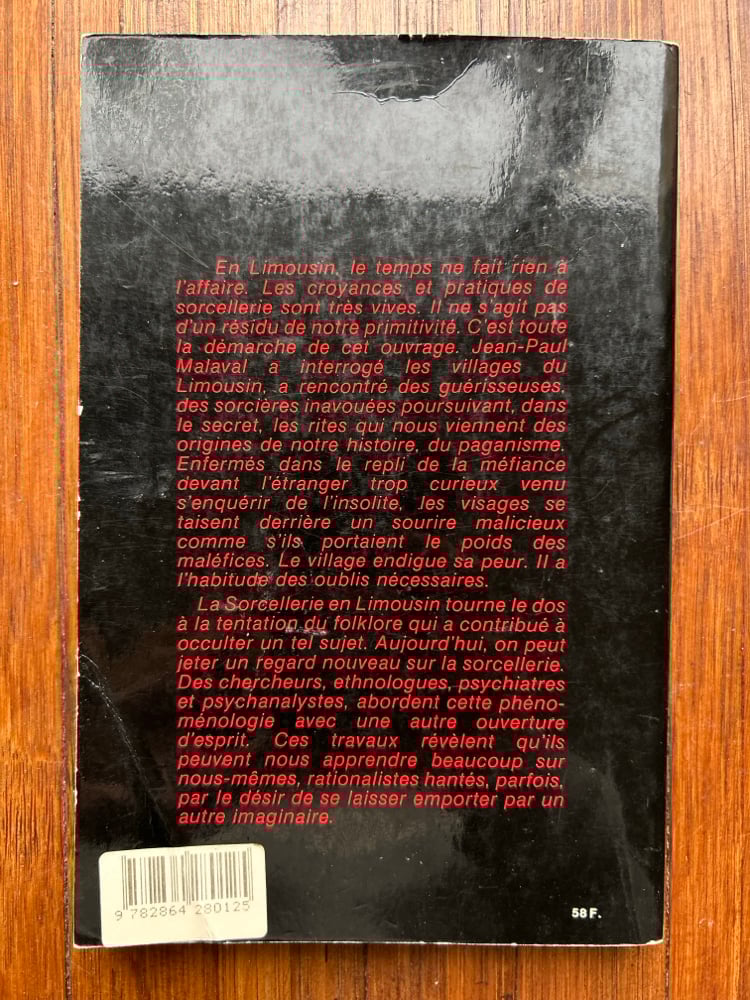 En Limousin, le temps ne fait rien à
l'affaire. Les croyances et pratiques de
sorcellerie sont très vives. Il ne s'agit pas
d'un résidu de notre primitivité. C'est toute
la démarche de cet ouvrage. Jean-Paul
Malaval a interrogé les villages du
Limousin, a rencontré des guérisseuses,
des sorcières inavouées poursuivant, dans
le secret, les rites qui nous viennent des
origines de notre histoire, du paganisme.
Enfermés dans le repli de la méfiance
devant l'étranger trop curieux venu
s'enquérir de l'insolite, les visages se
taisent derrière un sourire malicieux
comme s'ils portaient le poids des
maléfices. Le village endigue sa peur. Il a
l'habitude des oublis nécessaires.
La Sorcellerie en Limousin tourne le dos
à la tentation du folklore qui a contribué à
occulter un tel sujet. Aujourd'hui, on peut
jeter un regard nouveau sur la sorcellerie.
Des chercheurs, ethnologues, psychiatres
et psychanalystes, abordent cette phéno-
ménologie avec une autre ouverture
d'esprit. Ces travaux révèlent qu'ils
peuvent nous apprendre beaucoup sur
nous-mêmes, rationalistes hantés, parfois,
par le désir de se laisser emporter par un
autre imaginaire.
9 782864 280125
58 F.